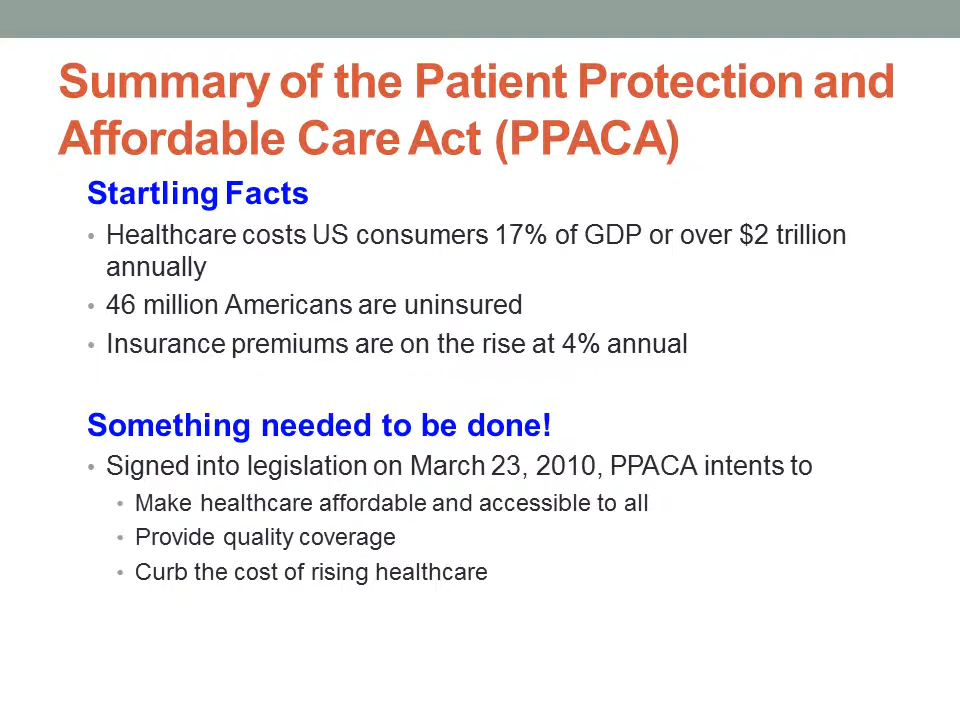 Summary of the Patient Protection and
Affordable Care Act (PPACA)
Startling Facts
• Healthcare costs US consumers 17% of GDP or over $2 trillion
annually
• 46 million Americans are uninsured
• Insurance premiums are on the rise at 4% annual
Something needed to be done!
• Signed into legislation on March 23, 2010, PPACA intents to
• Make healthcare affordable and accessible to all
• Provide quality coverage
• Curb the cost of rising healthcare